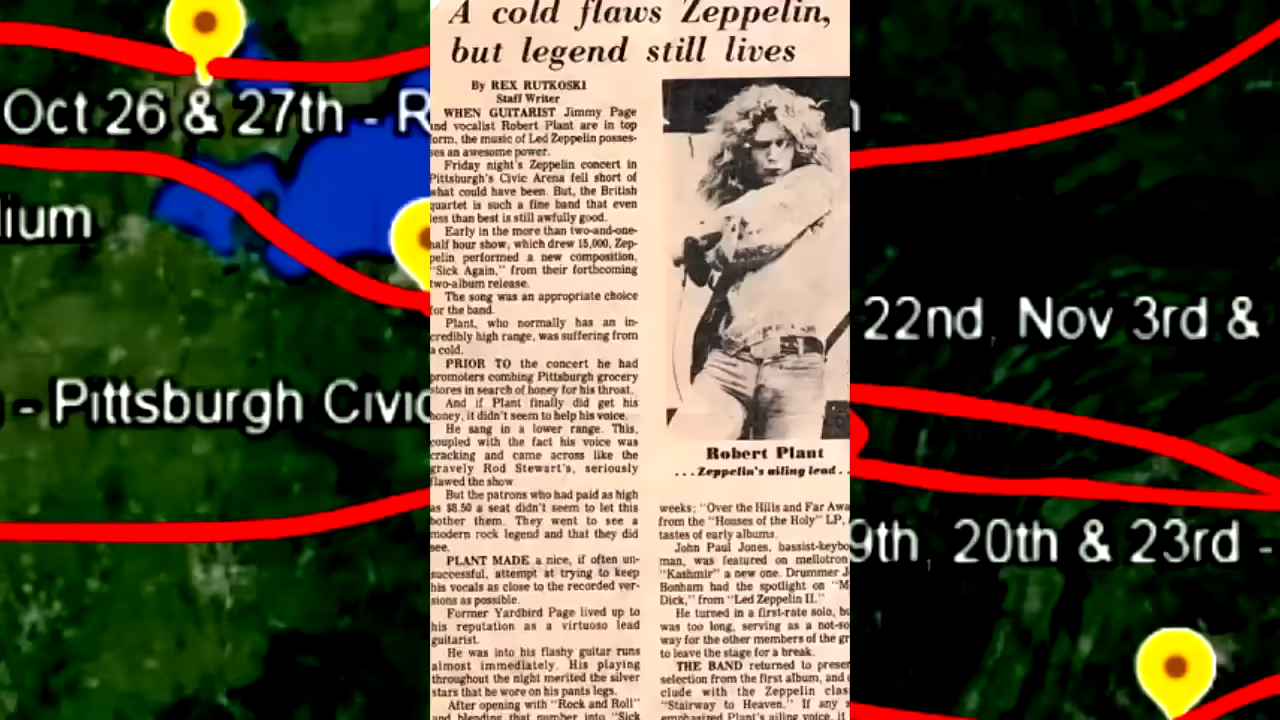 Oct 26 & 27th - R
lium
- Pittsburgh Civic
A cold flaws Zeppelin,
but legend still lives
By REX RUTKOSKI
Staff Writer
WHEN GUITARIST Jimmy Page
and vocalist Robert Plant are in top
form, the music of Led Zeppelin posses-
ses an awesome power.
Friday night's Zeppelin concert in
Pittsburgh's Civic Arena fell short of
what could have been. But, the British
quartet is such a fine band that even
less than best is still awfully good.
Early in the more than two-and-one-
half hour show, which drew 15,000, Zep-
pelin performed a new composition,
"Sick Again," from their forthcoming
two-album release.
The song was an appropriate choice
for the band.
Plant, who normally has an in-
credibly high range, was suffering from
a cold.
PRIOR TO the concert he had
promoters combing Pittsburgh grocery
stores in search of honey for his throat.
And if Plant finally did get his
honey, it didn't seem to help his voice.
He sang in a lower range. This,
coupled with the fact his voice was
cracking and came across like the
gravely Rod Stewart's, seriously
flawed the show.
But the patrons who had paid as high
as $8.50 a seat didn't seem to let this
bother them. They went to see a
modern rock legend and that they did
see.
PLANT MADE a nice, if often un-
successful, attempt at trying to keep
his vocals as close to the recorded ver-
sions as possible.
Former Yardbird Page lived up to
his reputation as a virtuoso lead
guitarist.
He was into his flashy guitar runs
almost immediately. His playing
throughout the night merited the silver
stars that he wore on his pants legs.
After opening with "Rock and Roll"
and blending that number into "Sick
Robert Plant
...Zeppelin's ailing lead..
weeks; "Over the Hills and Far Awa
from the "Houses of the Holy" LP,
tastes of early albums.
John Paul Jones, bassist-keybo
man, was featured on mellotron
"Kashmir" a new one. Drummer J
Bonham had the spotlight on "M
Dick," from "Led Zeppelin II."
He turned in a first-rate solo, bu
was too long, serving as a not-so
way for the other members of the gr
to leave the stage for a break.
THE BAND returned to presen
selection from the first album, and
clude with the Zeppelin clas
"Stairway to Heaven." If any s
emphasized Plant's ailing voice, it
n
22nd, Nov 3rd &
9th, 20th & 23rd -